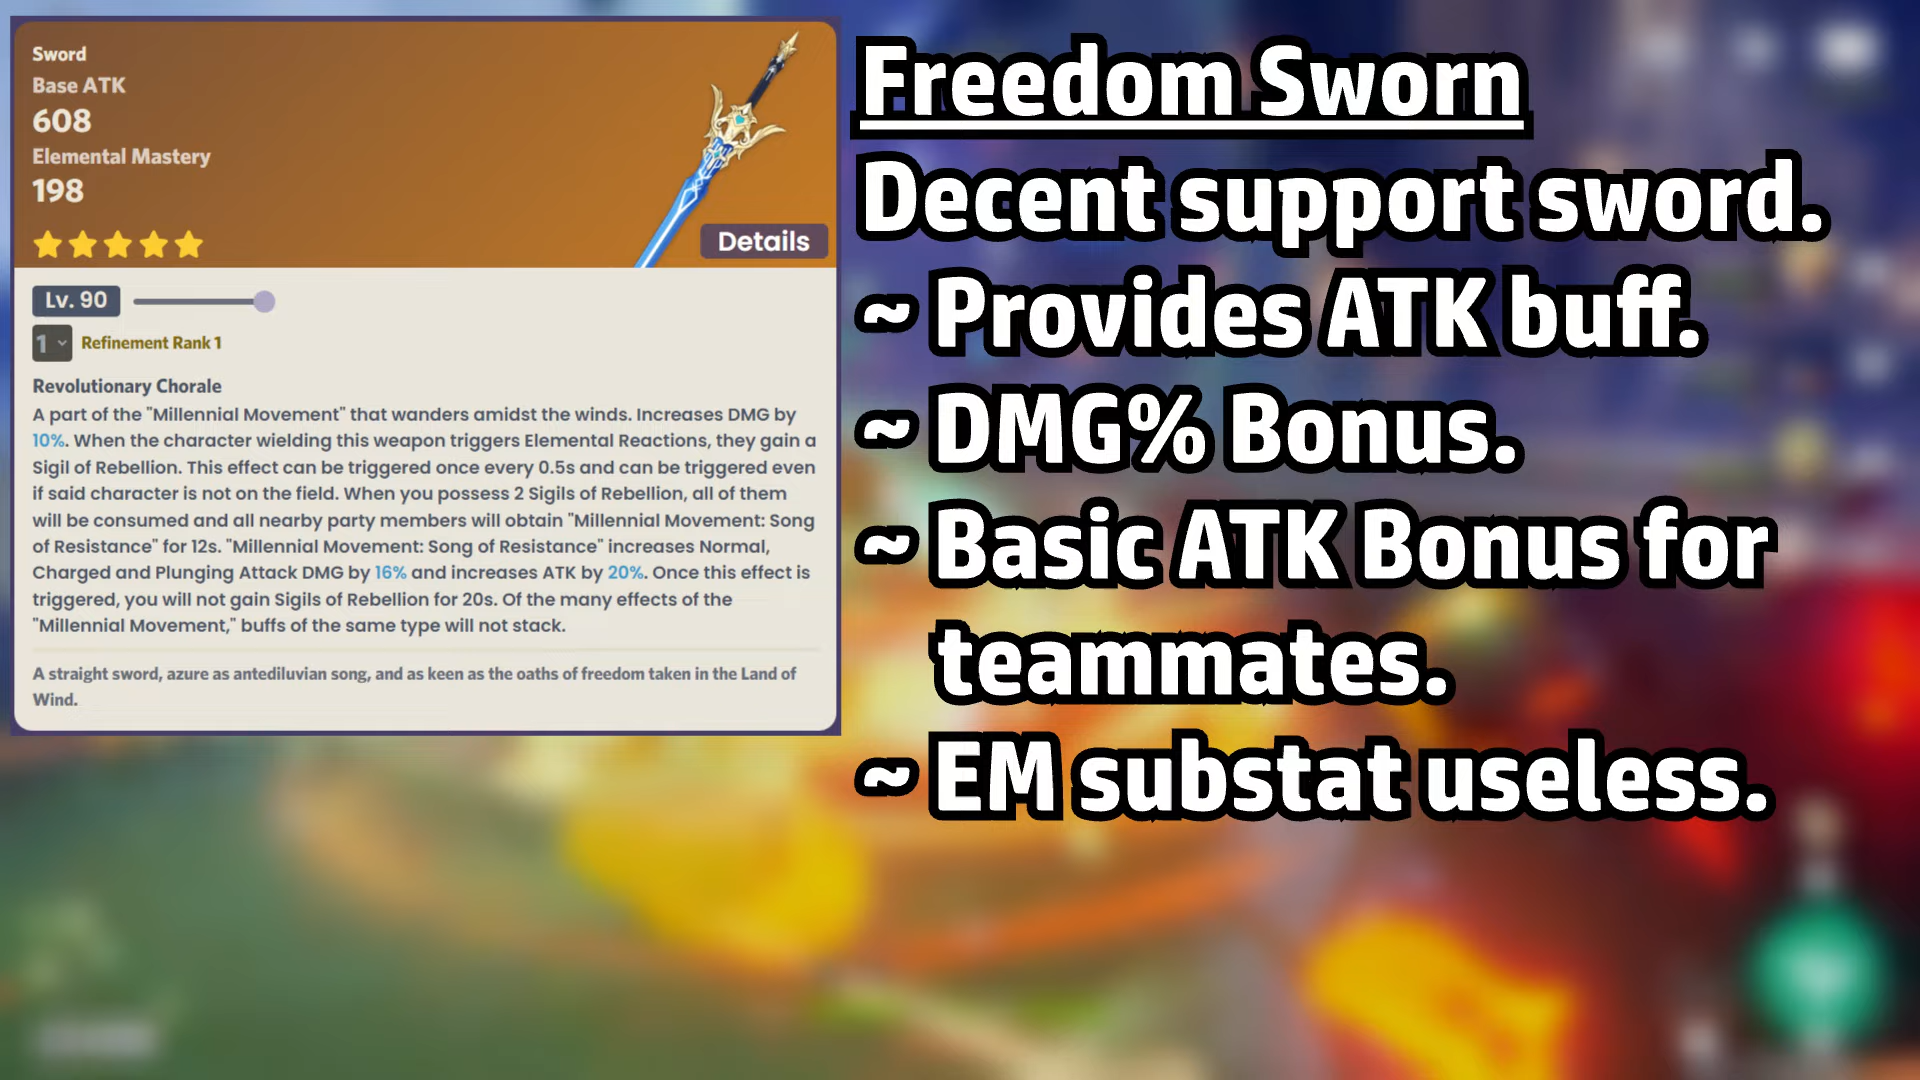 Sword
Base ATK
608
Elemental Mastery
198
Details
Lv. 90
1
Refinement Rank 1
Revolutionary Chorale
A part of the "Millennial Movement" that wanders amidst the winds. Increases DMG by
10%. When the character wielding this weapon triggers Elemental Reactions, they gain a
Sigil of Rebellion. This effect can be triggered once every 0.5s and can be triggered even
if said character is not on the field. When you possess 2 Sigils of Rebellion, all of them
will be consumed and all nearby party members will obtain "Millennial Movement: Song
of Resistance" for 12s. "Millennial Movement: Song of Resistance" increases Normal,
Charged and Plunging Attack DMG by 16% and increases ATK by 20%. Once this effect is
triggered, you will not gain Sigils of Rebellion for 20s. Of the many effects of the
"Millennial Movement," buffs of the same type will not stack.
A straight sword, azure as antediluvian song, and as keen as the oaths of freedom taken in the Land of
Wind.
Freedom Sworn
Decent support sword.
~ Provides ATK buff.
~ DMG% Bonus.
~ Basic ATK Bonus for
teammates.
~ EM substat useless.